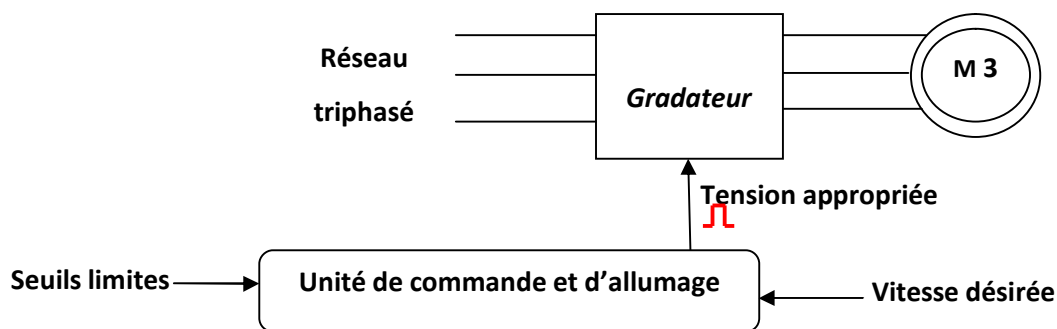 Réseau
triphasé
Gradateur
M 3
Tension appropriée
Seuils limites
Unité de commande et d'allumage
Vitesse désirée